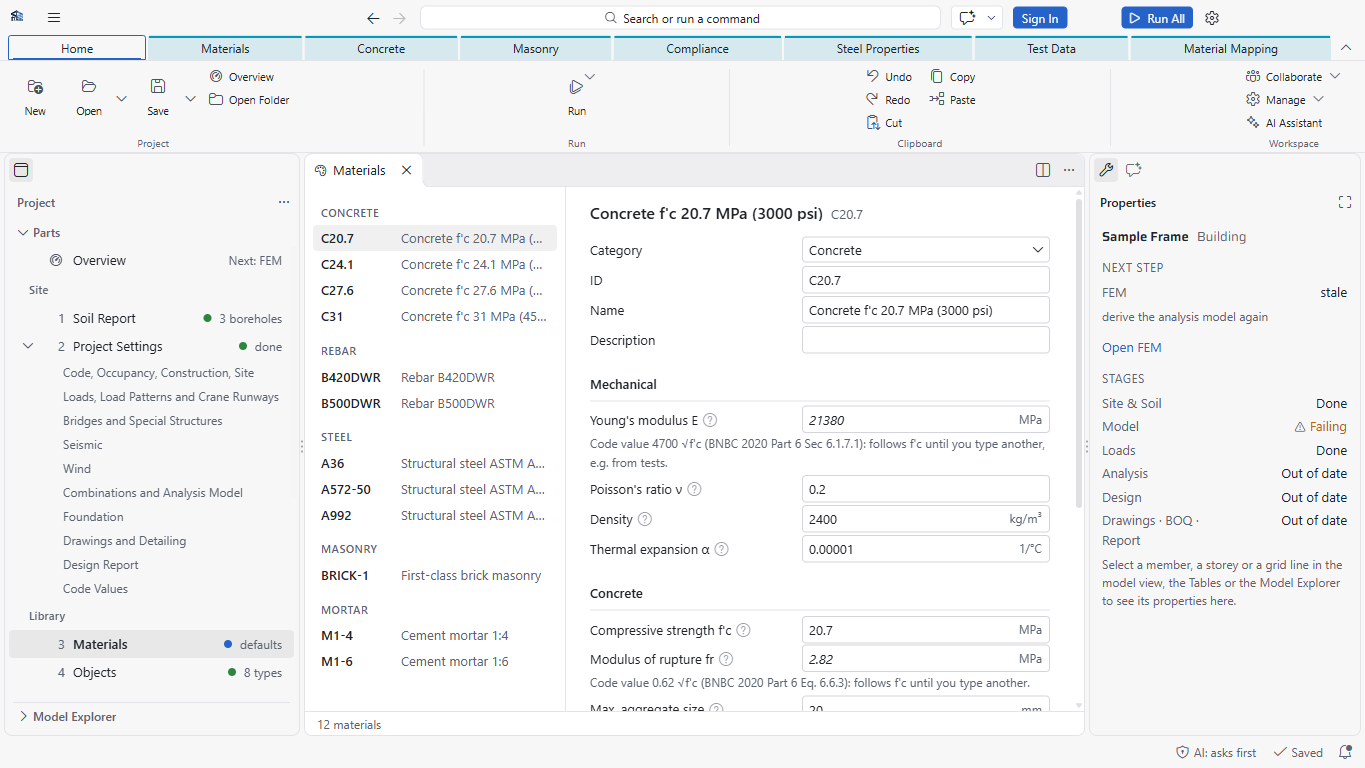 Search or run a command
Sign In
Run All
Home
Materials
Concrete
Masonry
Compliance
Steel Properties
Test Data
Material Mapping
New
Open
Save
Overview
Open Folder
Project
Run
Run
Undo
Copy
Redo
Paste
Cut
Clipboard
Collaborate
Manage
AI Assistant
Workspace
Project
Parts
Overview Next: FEM
Site
1 Soil Report 3 boreholes
2 Project Settings done
Code, Occupancy, Construction, Site
Loads, Load Patterns and Crane Runways
Bridges and Special Structures
Seismic
Wind
Combinations and Analysis Model
Foundation
Drawings and Detailing
Design Report
Code Values
Library
3 Materials defaults
4 Objects 8 types
Model Explorer
Materials
CONCRETE
C20.7 Concrete f'c 20.7 MPa (...
C24.1 Concrete f'c 24.1 MPa (...
C27.6 Concrete f'c 27.6 MPa (...
C31 Concrete f'c 31 MPa (45...
REBAR
B420DWR Rebar B420DWR
B500DWR Rebar B500DWR
STEEL
A36 Structural steel ASTM A...
A572-50 Structural steel ASTM A...
A992 Structural steel ASTM A...
MASONRY
BRICK-1 First-class brick masonry
MORTAR
M1-4 Cement mortar 1:4
M1-6 Cement mortar 1:6
12 materials
Concrete f'c 20.7 MPa (3000 psi) C20.7
Category Concrete
ID C20.7
Name Concrete f'c 20.7 MPa (3000 psi)
Description
Mechanical
Young's modulus E ? 21380 MPa
Code value 4700 √f'c (BNBC 2020 Part 6 Sec 6.1.7.1): follows f'c until you type another,
e.g. from tests.
Poisson's ratio ν ? 0.2
Density ? 2400 kg/m³
Thermal expansion α ? 0.00001 1/°C
Concrete
Compressive strength f'c ? 20.7 MPa
Modulus of rupture fr ? 2.82 MPa
Code value 0.62 √f'c (BNBC 2020 Part 6 Eq. 6.6.3): follows f'c until you type another.
Max. aggregate size ? 20 mm
Properties
Sample Frame Building
NEXT STEP
FEM stale
derive the analysis model again
Open FEM
STAGES
Site & Soil Done
Model Failing
Loads Done
Analysis Out of date
Design Out of date
Drawings · BOQ · Out of date
Report
Select a member, a storey or a grid line in the
model view, the Tables or the Model Explorer
to see its properties here.
AI: asks first
Saved